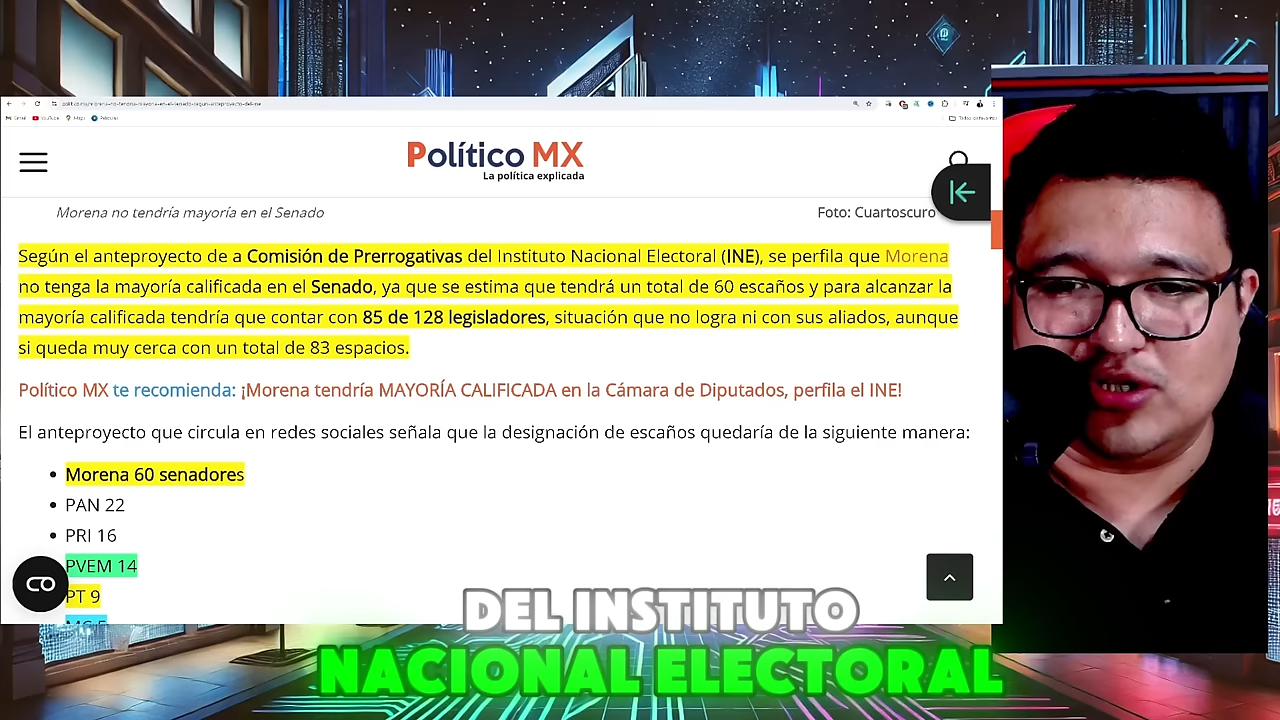 Gmail YouTube Maps
Político MX
La política explicada
Morena no tendría mayoría en el Senado
Foto: Cuartoscuro
Según el anteproyecto de a Comisión de Prerrogativas del Instituto Nacional Electoral (INE), se perfila que Morena
no tenga la mayoría calificada en el Senado, ya que se estima que tendrá un total de 60 escaños y para alcanzar la
mayoría calificada tendría que contar con 85 de 128 legisladores, situación que no logra ni con sus aliados, aunque
si queda muy cerca con un total de 83 espacios.
Político MX te recomienda: ¡Morena tendría MAYORÍA CALIFICADA en la Cámara de Diputados, perfila el INE!
El anteproyecto que circula en redes sociales señala que la designación de escaños quedaría de la siguiente manera:
• Morena 60 senadores
• PAN 22
• PRI 16
PVEM 14
PT 9
MC 5
DEL INSTITUTO
NACIONAL ELECTORAL